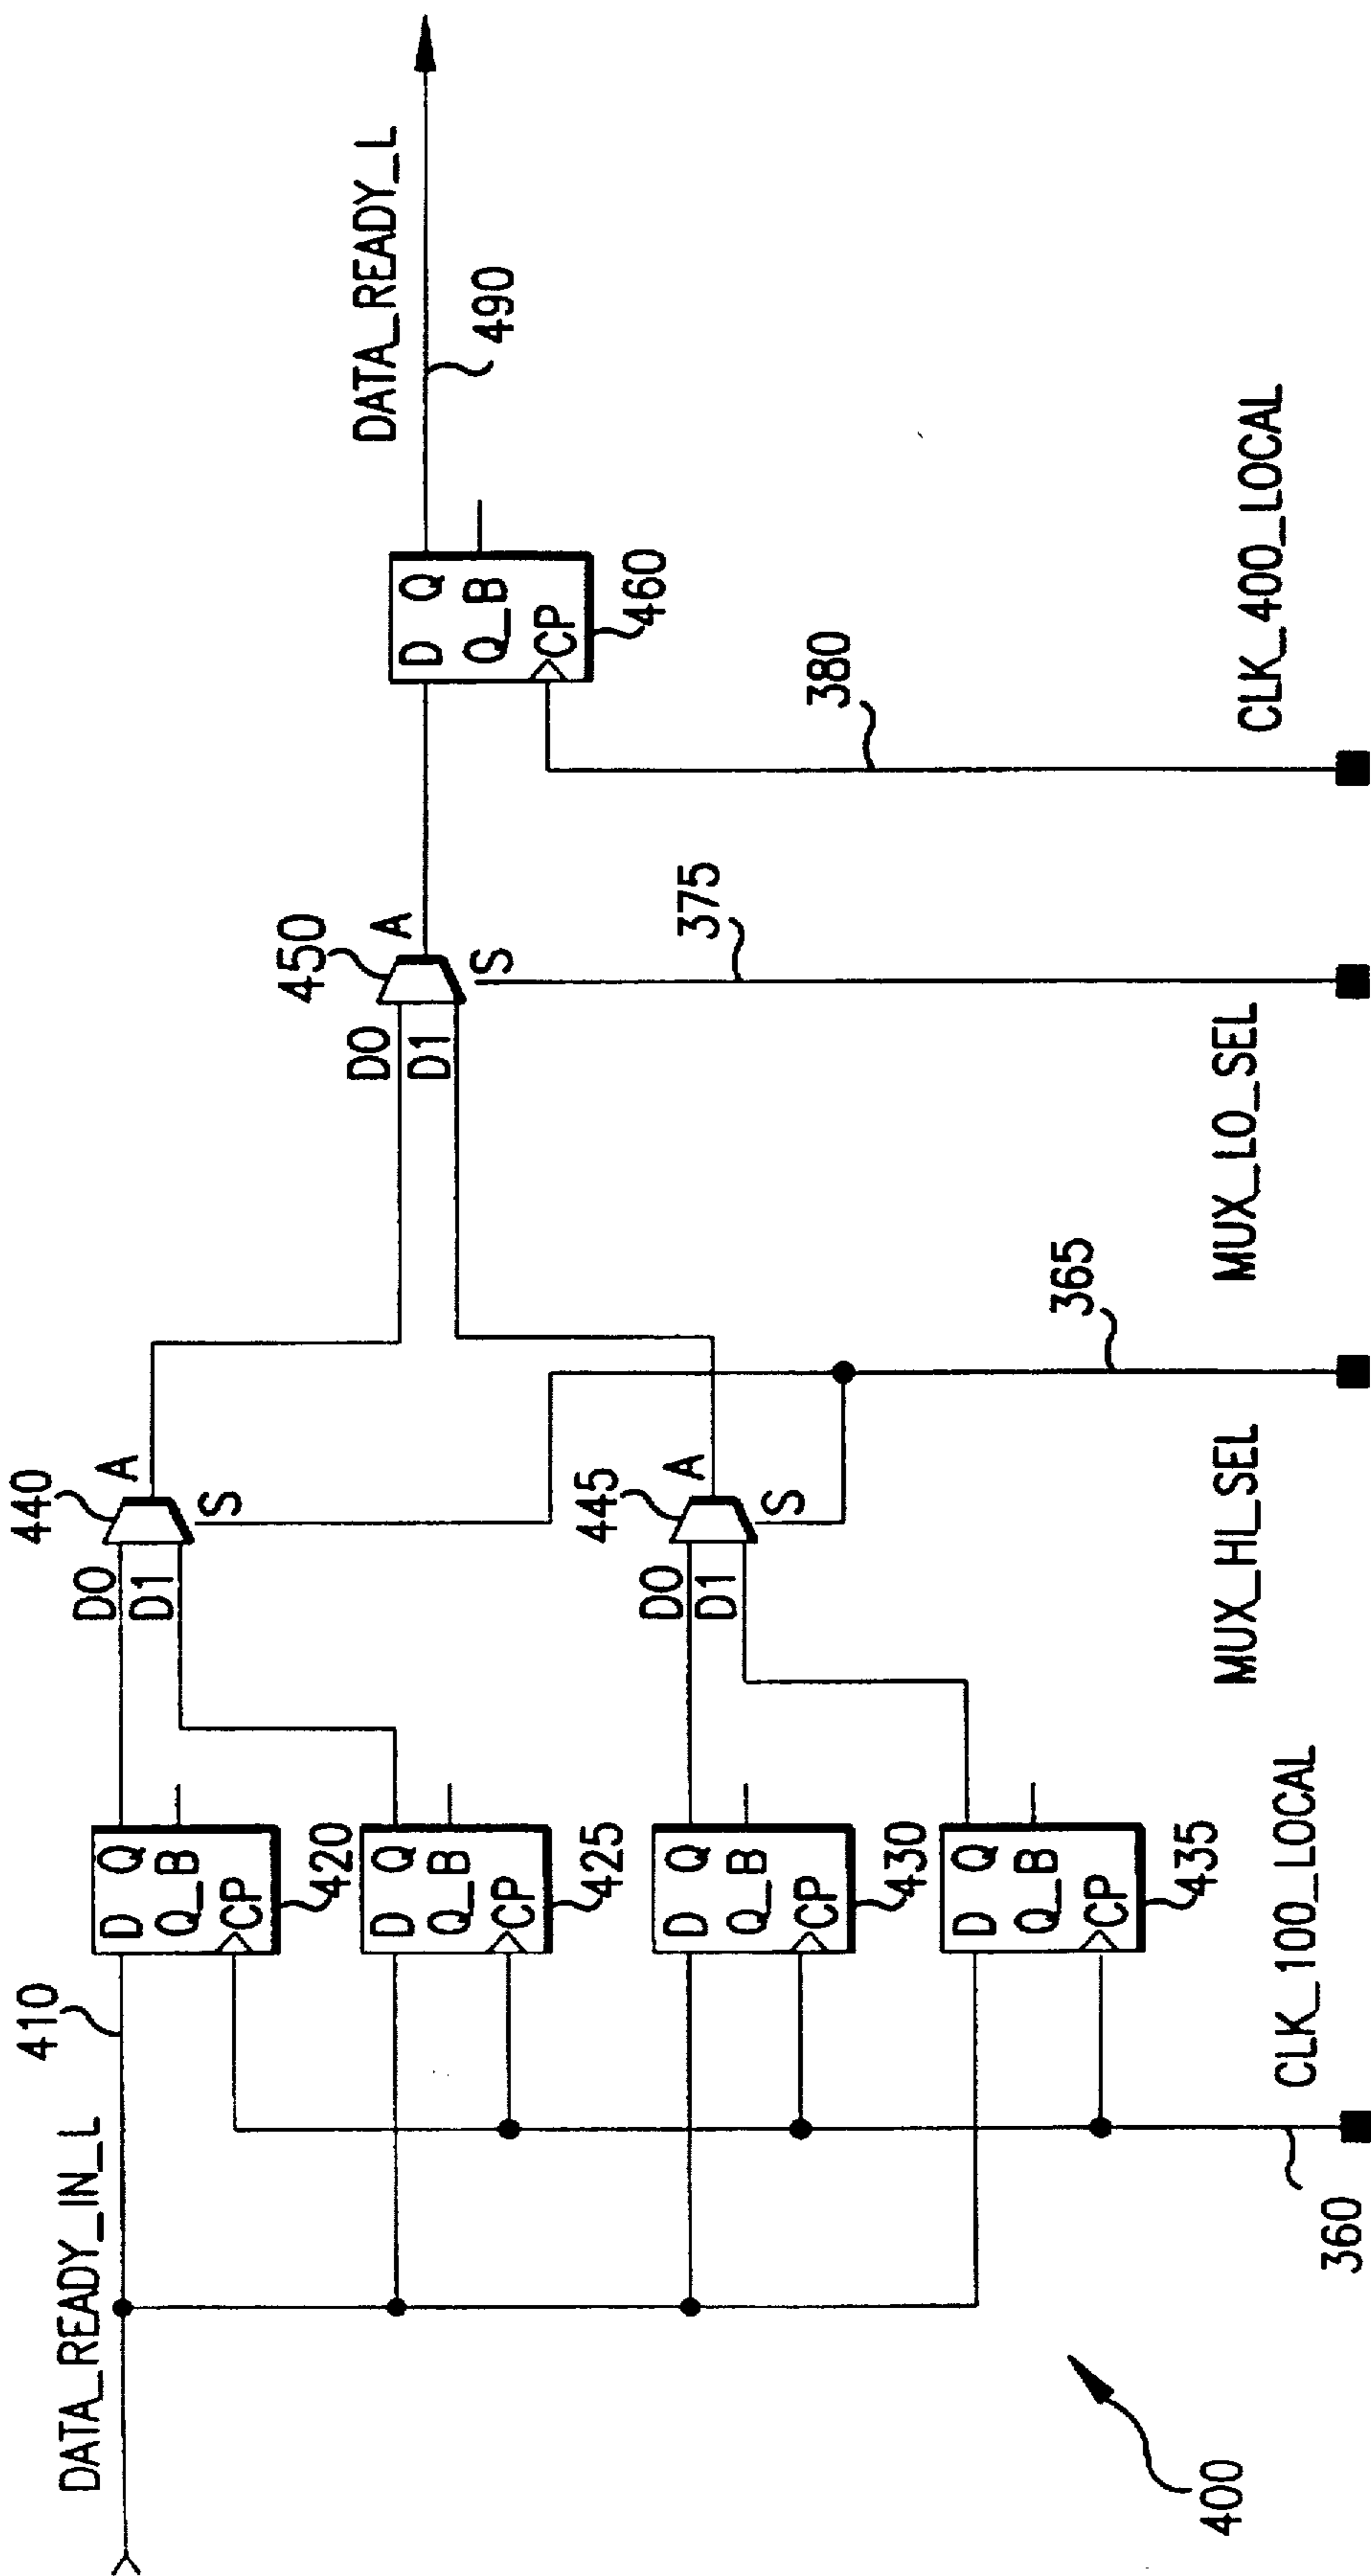 DATA_READY_IN_L
410
D Q
Q_B
CP
420
D Q
Q_B
CP
425
D Q
Q_B
CP
430
D Q
Q_B
CP
435
D0
D1
440
A
S
D0
D1
445
A
S
D0
D1
450
A
S
D Q
Q_B
CP
460
DATA_READY_L
490
360
CLK_100_LOCAL
365
MUX_HI_SEL
375
MUX_LO_SEL
380
CLK_400_LOCAL
400